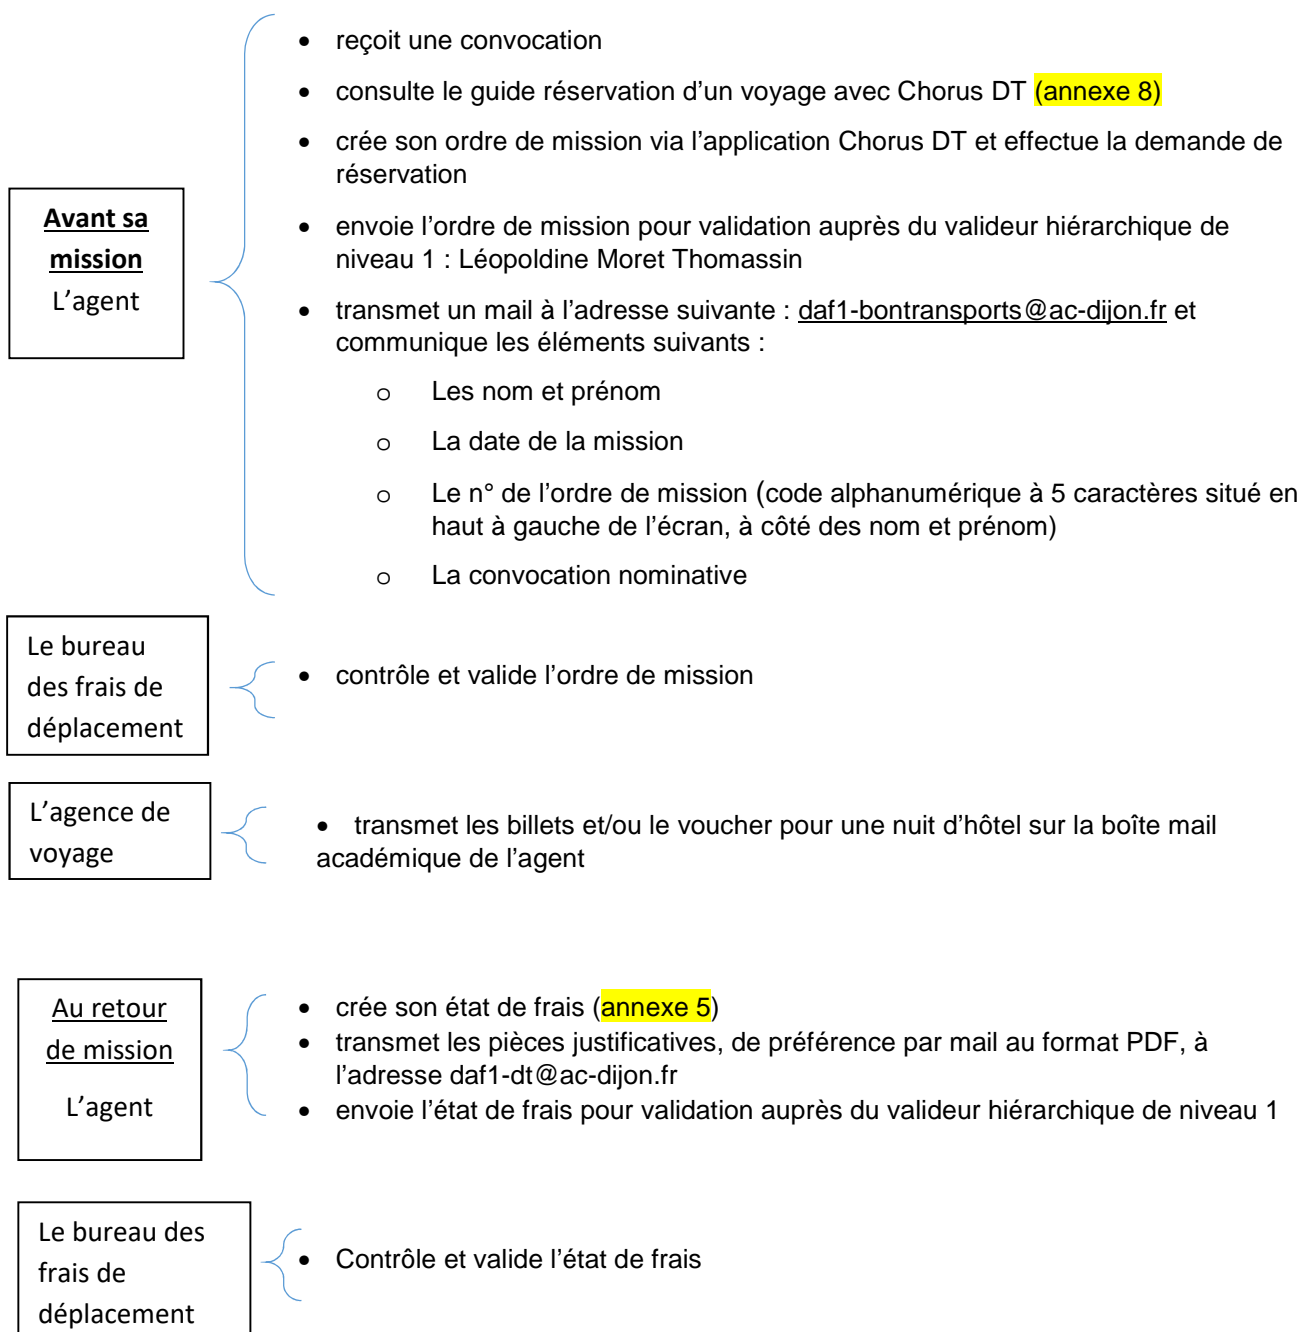 • reçoit une convocation
• consulte le guide réservation d’un voyage avec Chorus DT (annexe 8)
• crée son ordre de mission via l’application Chorus DT et effectue la demande de
réservation
Avant sa
mission
L’agent
• envoie l’ordre de mission pour validation auprès du valideur hiérarchique de
niveau 1 : Léopoldine Moret Thomassin
• transmet un mail à l’adresse suivante : daf1-bontransports@ac-dijon.fr et
communique les éléments suivants :
o Les nom et prénom
o La date de la mission
o Le n° de l’ordre de mission (code alphanumérique à 5 caractères situé en
haut à gauche de l’écran, à côté des nom et prénom)
o La convocation nominative
Le bureau
des frais de
déplacement
• contrôle et valide l’ordre de mission
L’agence de
voyage
• transmet les billets et/ou le voucher pour une nuit d’hôtel sur la boîte mail
académique de l’agent
Au retour
de mission
L’agent
• crée son état de frais (annexe 5)
• transmet les pièces justificatives, de préférence par mail au format PDF, à
l’adresse daf1-dt@ac-dijon.fr
• envoie l’état de frais pour validation auprès du valideur hiérarchique de niveau 1
Le bureau des
frais de
déplacement
• Contrôle et valide l’état de frais